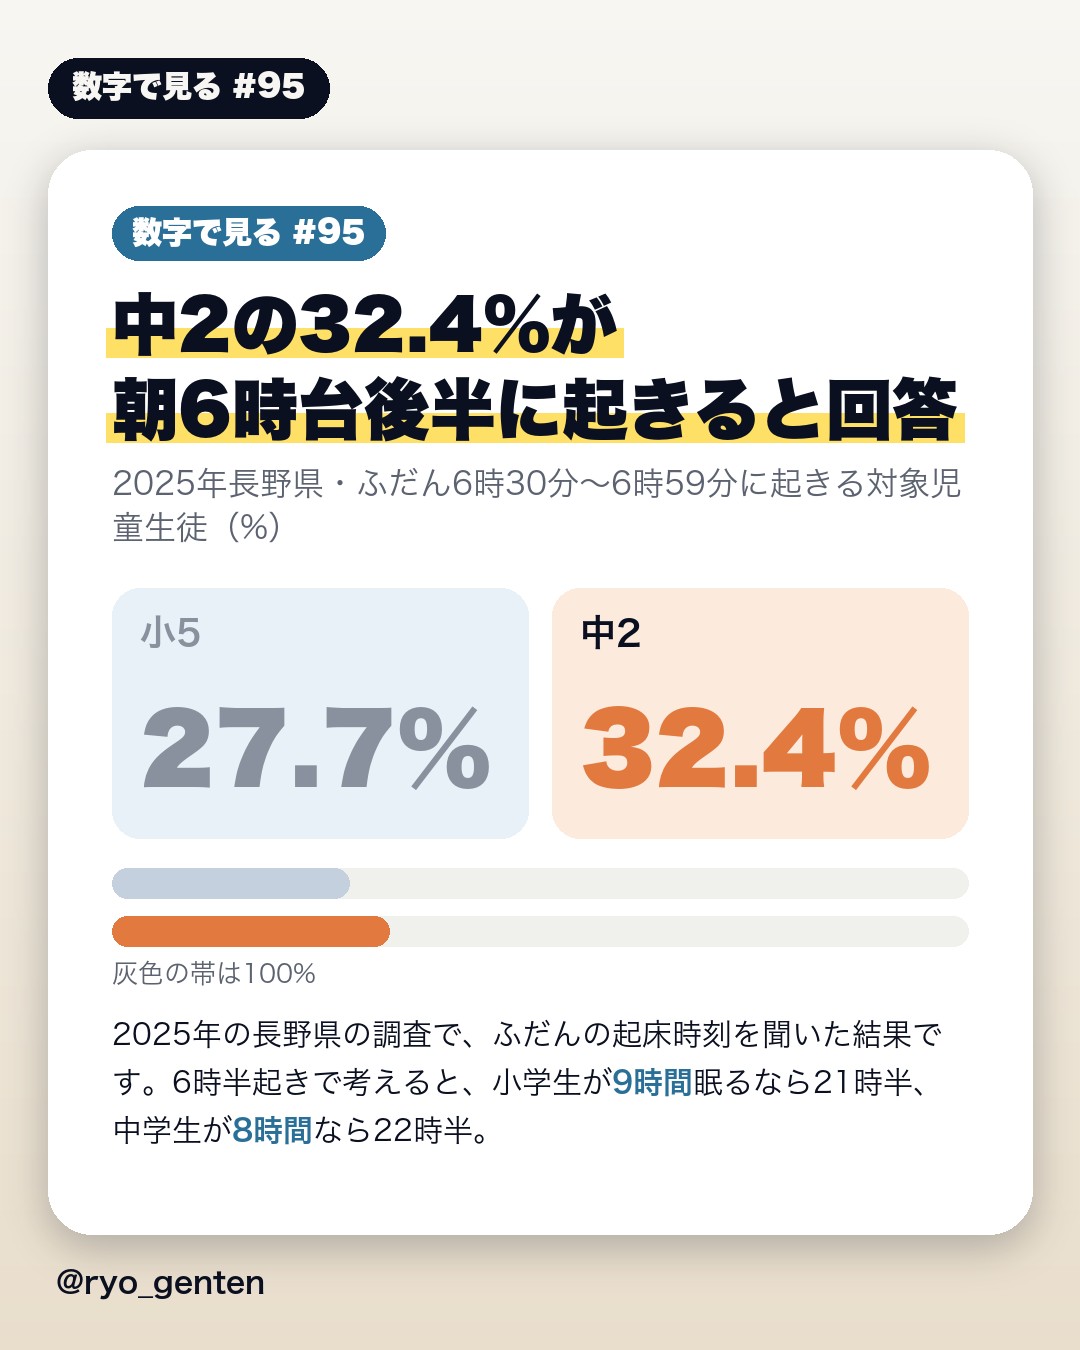 数字で見る #95
数字で見る #95
中2の32.4%が
朝6時台後半に起きると回答
2025年長野県・ふだん6時30分〜6時59分に起きる対象児
童生徒（%）
小5
中2
27.7%
32.4%
灰色の帯は100%
2025年の長野県の調査で、ふだんの起床時刻を聞いた結果で
す。6時半起きで考えると、小学生が9時間眠るなら21時半、
中学生が8時間なら22時半。
@ryo_genten